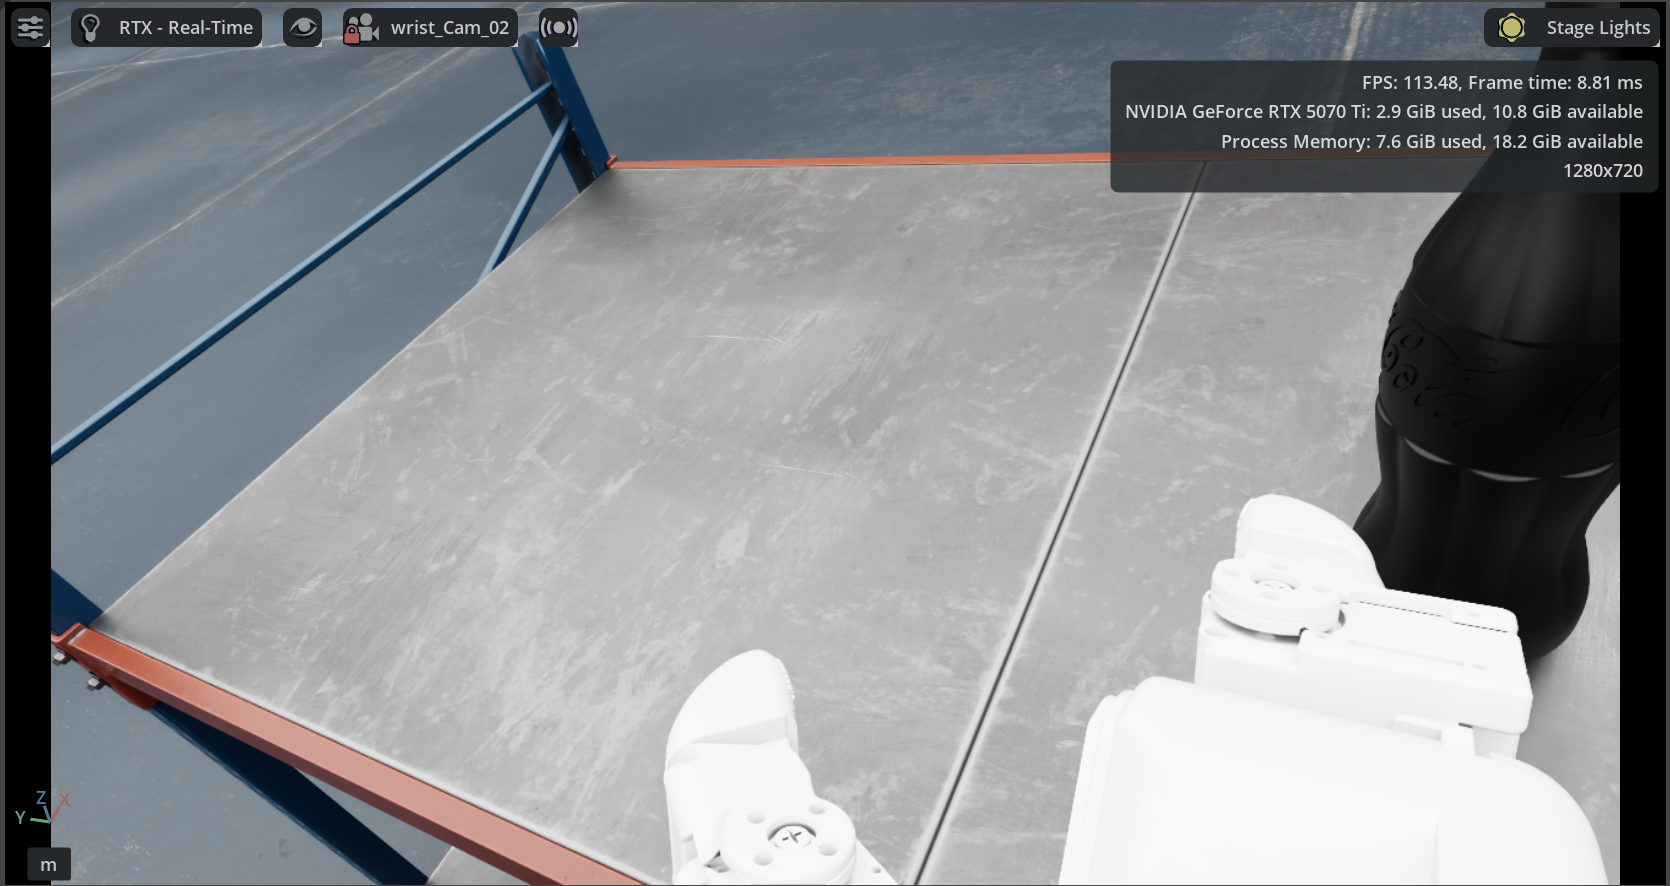 RTX - Real-Time
wrist_Cam_02
Stage Lights
FPS: 113.48, Frame time: 8.81 ms
NVIDIA GeForce RTX 5070 Ti: 2.9 GiB used, 10.8 GiB available
Process Memory: 7.6 GiB used, 18.2 GiB available
1280x720
Z
X
Y
m